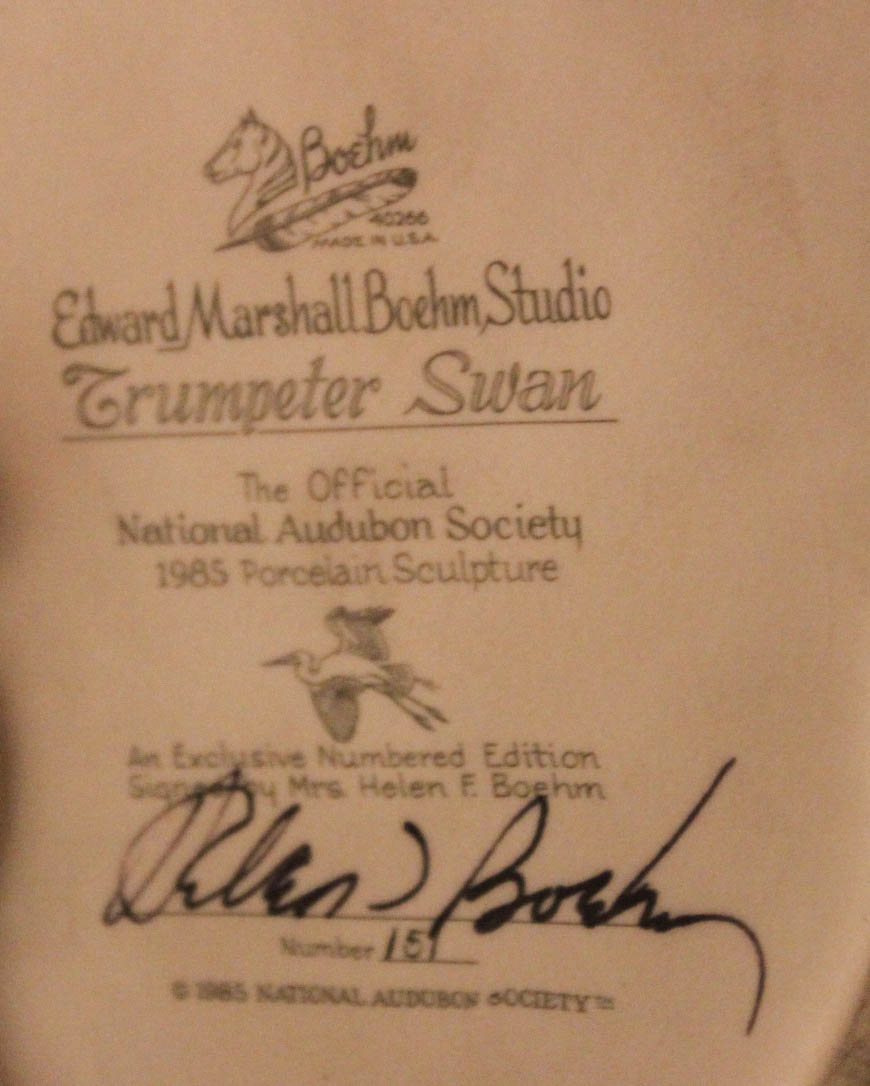 Boehm
40266
MADE IN U.S.A.
Edward Marshall Boehm, Studio
Trumpeter Swan
The Official
National Audubon Society
1985 Porcelain Sculpture
An Exclusive Numbered Edition
Signed by Mrs. Helen F. Boehm
Helen F Boehm
Number 151
© 1985 NATIONAL AUDUBON SOCIETY™